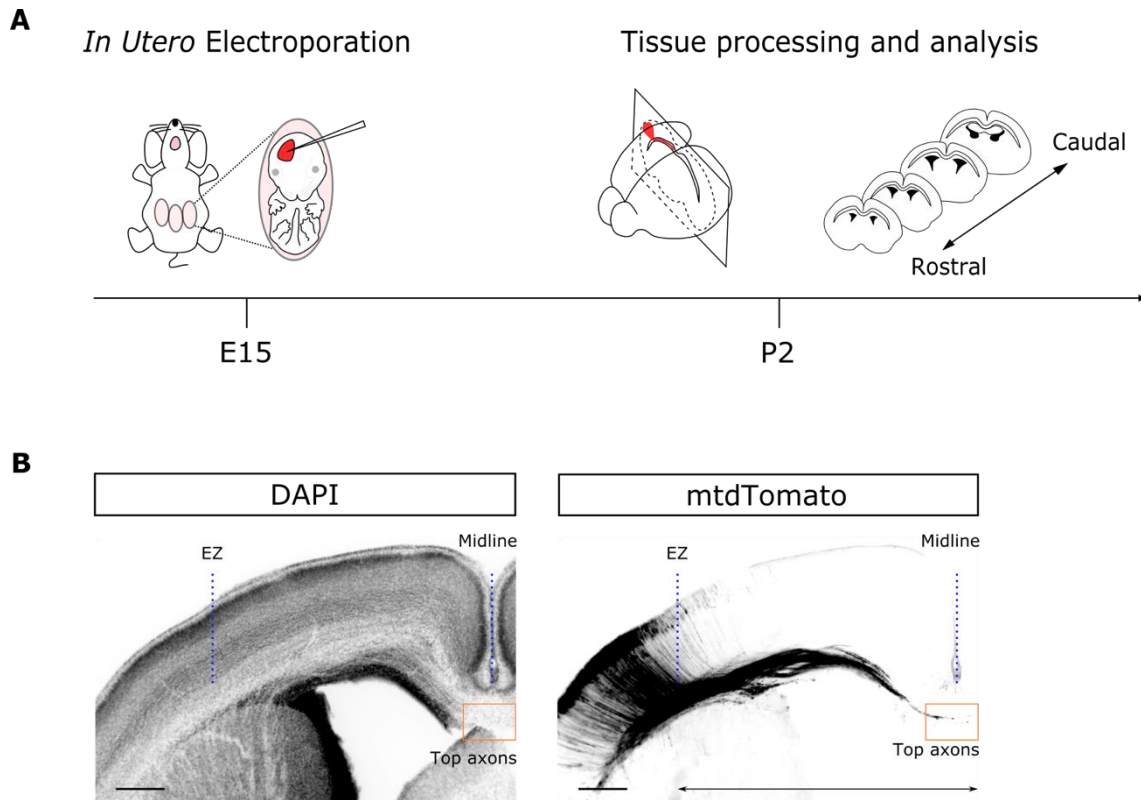 A
In Utero Electroporation
Tissue processing and analysis
Caudal
Rostral
E15
P2
B
DAPI
mtdTomato
EZ
Midline
Top axons
EZ
Midline
Top axons